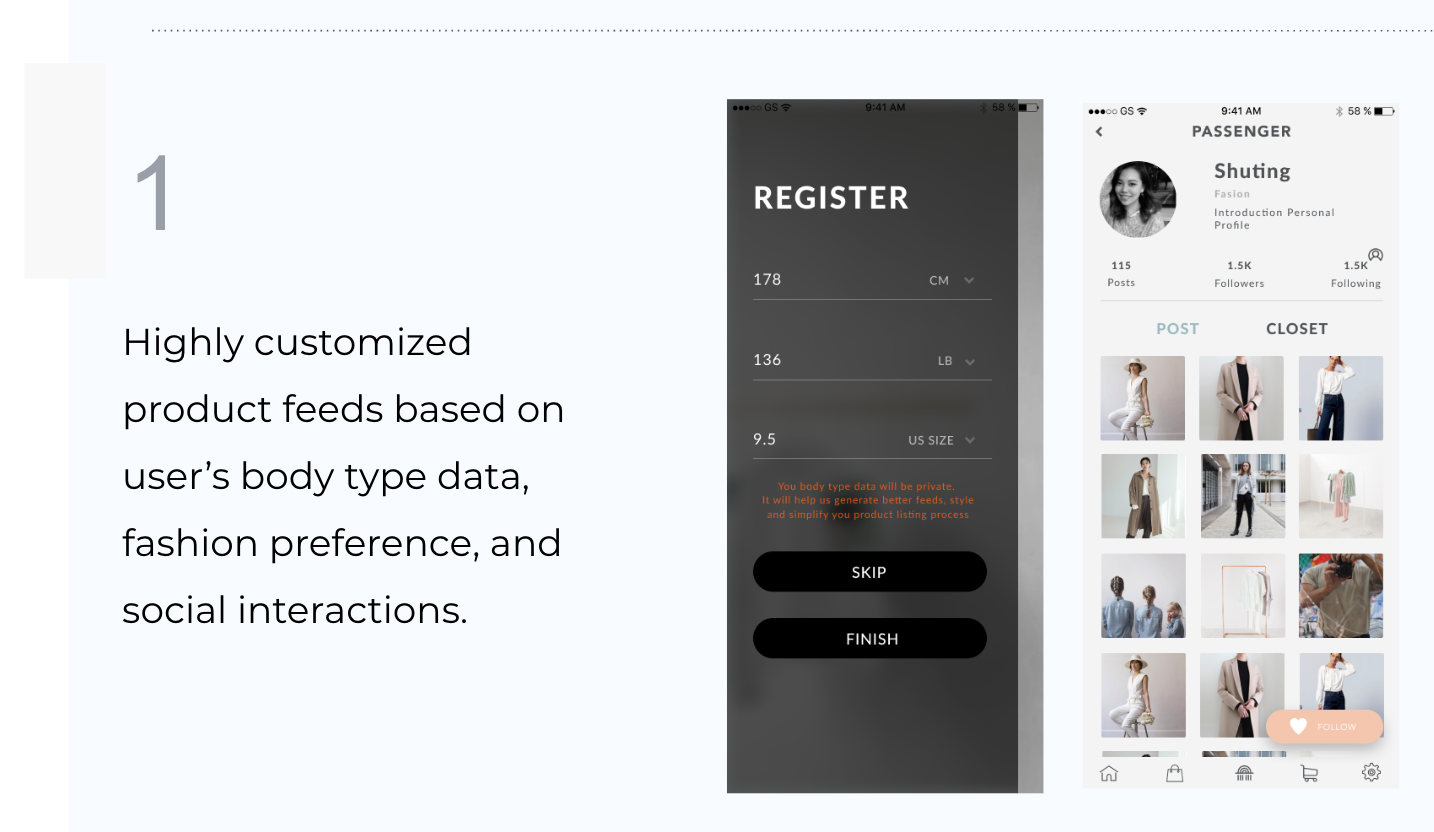 1
Highly customized
product feeds based on
user's body type data,
fashion preference, and
social interactions.
GS 9:41 AM 58 %
REGISTER
178 CM
136 LB
9.5 US SIZE
You body type data will be private.
It will help us generate better feeds, style
and simplify you product listing process
SKIP
FINISH
GS 9:41 AM 58 %
PASSENGER
Shuting
Fasion
Introduction Personal
Profile
115 1.5K 1.5K
Posts Followers Following
POST CLOSET
FOLLOW